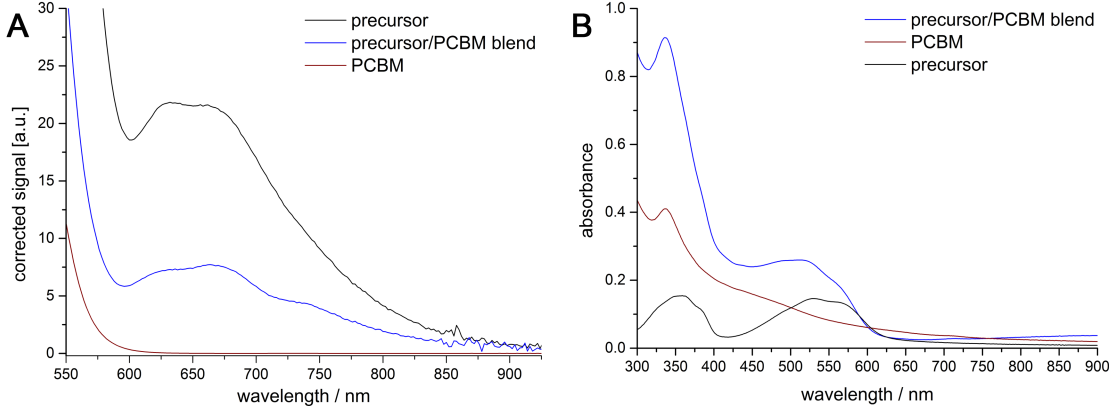 A
precursor
precursor/PCBM blend
PCBM
corrected signal [a.u.]
30
25
20
15
10
5
0
550 600 650 700 750 800 850 900
wavelength / nm
B
precursor/PCBM blend
PCBM
precursor
absorbance
1.0
0.8
0.6
0.4
0.2
0.0
300 350 400 450 500 550 600 650 700 750 800 850 900
wavelength / nm